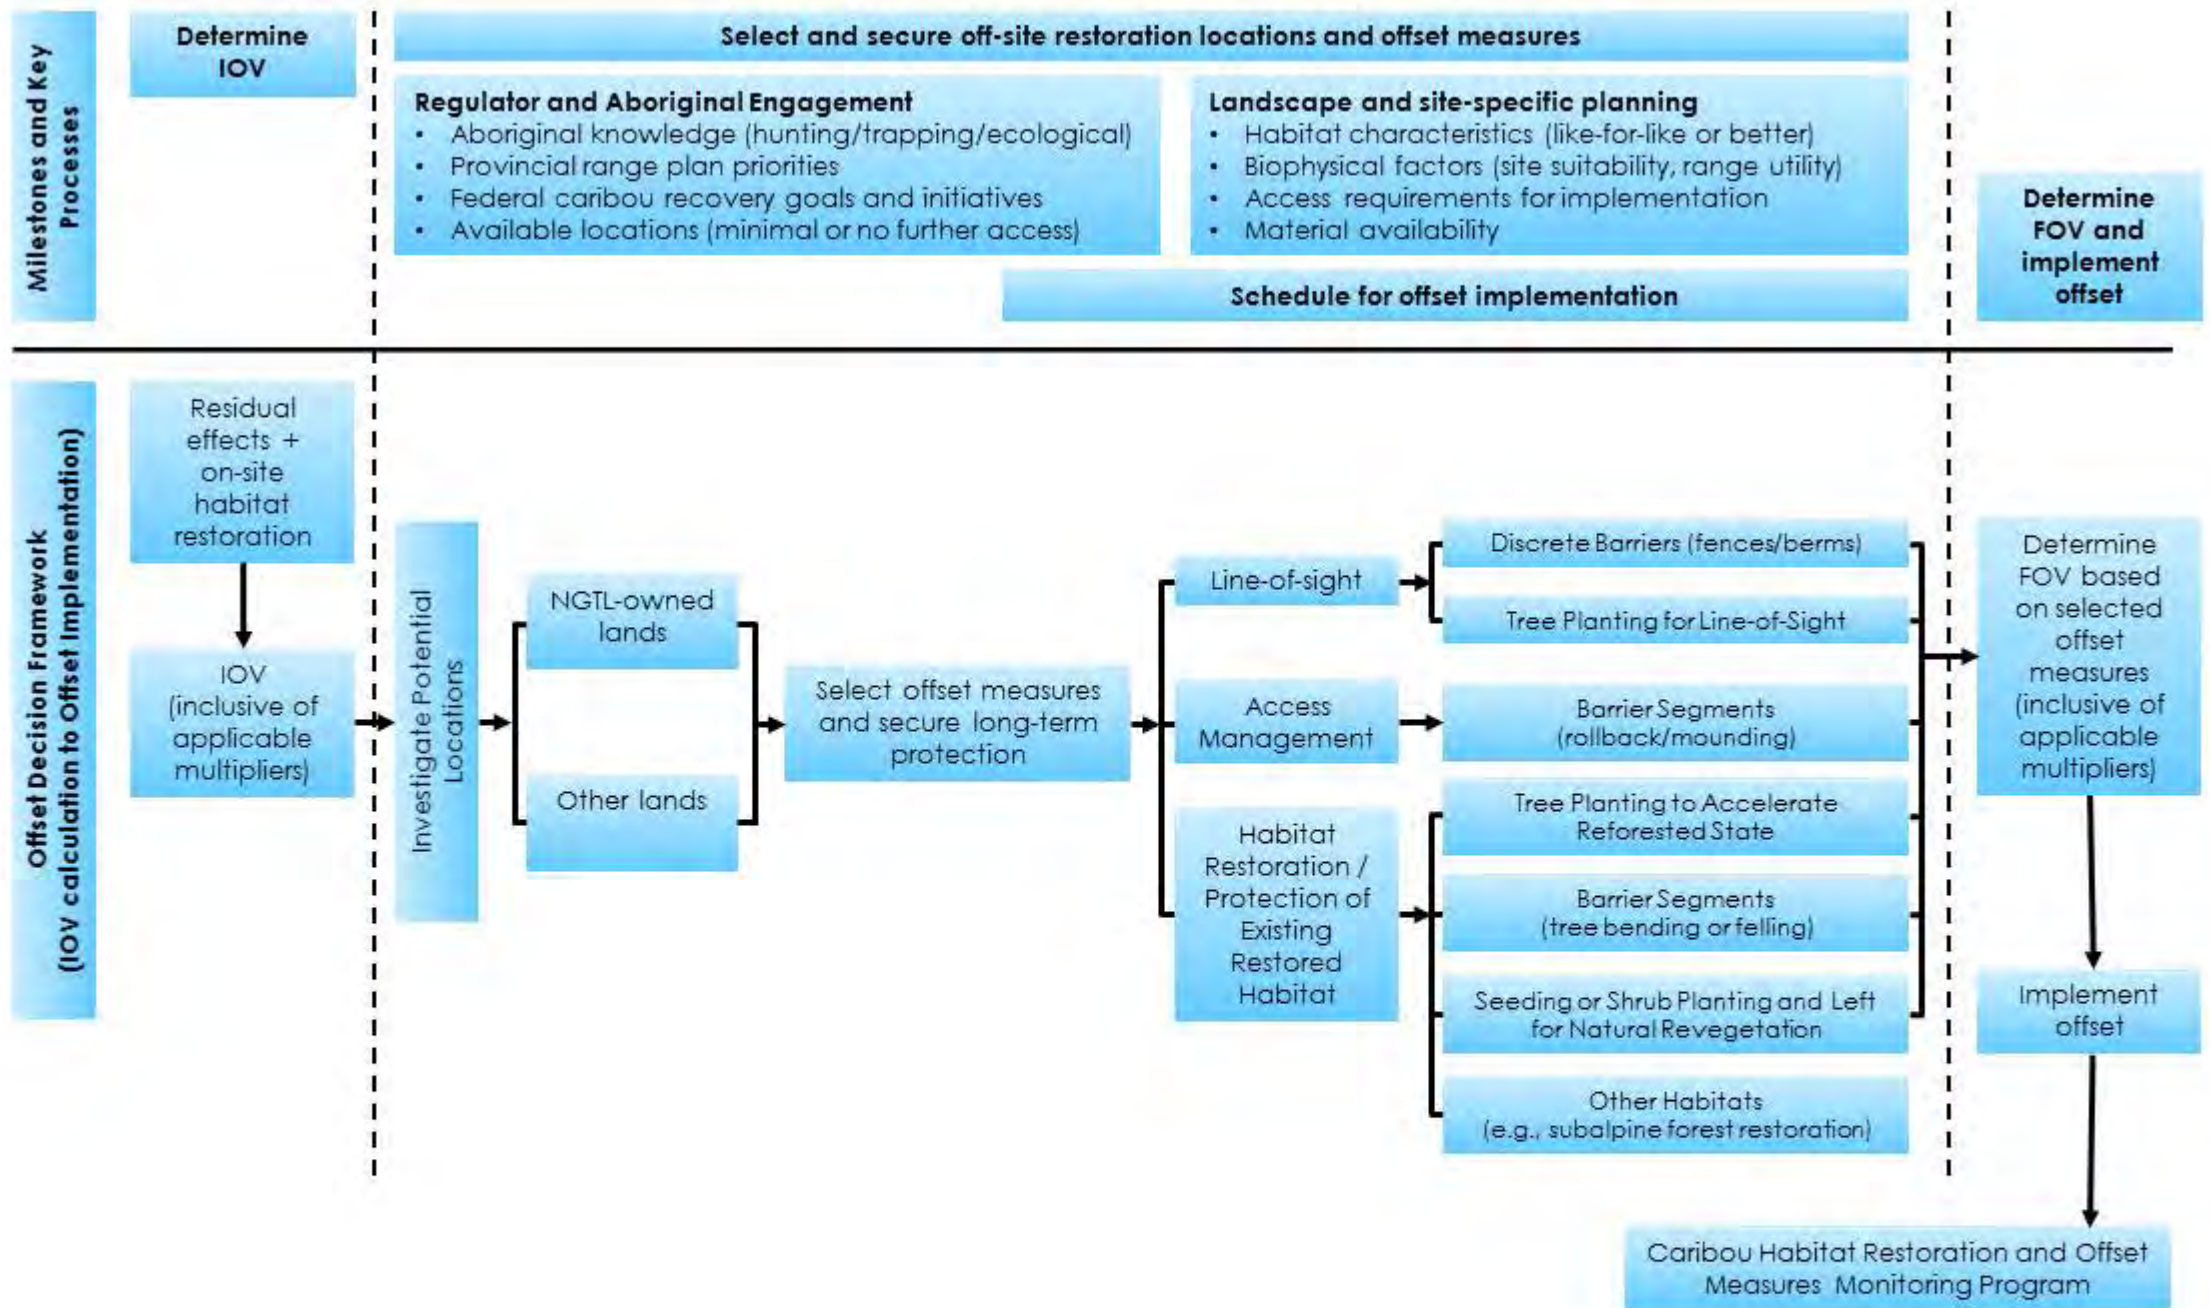 Milestones and Key
Processes
Determine
IOV
Select and secure off-site restoration locations and offset measures
Regulator and Aboriginal Engagement
• Aboriginal knowledge (hunting/trapping/ecological)
• Provincial range plan priorities
• Federal caribou recovery goals and initiatives
• Available locations (minimal or no further access)
Landscape and site-specific planning
• Habitat characteristics (like-for-like or better)
• Biophysical factors (site suitability, range utility)
• Access requirements for implementation
• Material availability
Schedule for offset implementation
Determine
FOV and
implement
offset
Offset Decision Framework
(IOV calculation to Offset Implementation)
Residual
effects +
on-site
habitat
restoration
IOV
(inclusive of
applicable
multipliers)
Investigate Potential
Locations
NGTL-owned
lands
Other lands
Select offset measures
and secure long-term
protection
Line-of-sight
Access
Management
Habitat
Restoration /
Protection of
Existing
Restored
Habitat
Discrete Barriers (fences/berms)
Tree Planting for Line-of-Sight
Barrier Segments
(rollback/mounding)
Tree Planting to Accelerate
Reforested State
Barrier Segments
(tree bending or felling)
Seeding or Shrub Planting and Left
for Natural Revegetation
Other Habitats
(e.g., subalpine forest restoration)
Determine
FOV based
on selected
offset
measures
(inclusive of
applicable
multipliers)
Implement
offset
Caribou Habitat Restoration and Offset
Measures Monitoring Program